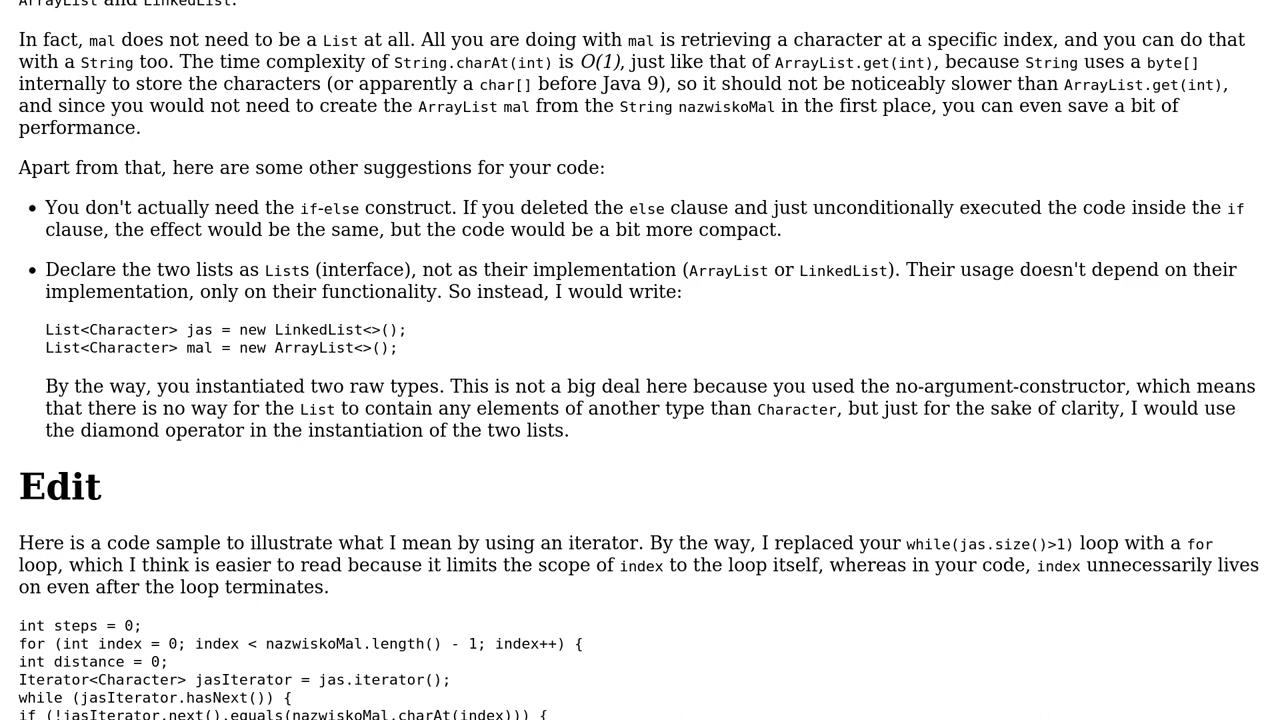 ArrayList and LinkedList.
In fact, mal does not need to be a List at all. All you are doing with mal is retrieving a character at a specific index, and you can do that
with a String too. The time complexity of String.charAt(int) is O(1), just like that of ArrayList.get(int), because String uses a byte[]
internally to store the characters (or apparently a char[] before Java 9), so it should not be noticeably slower than ArrayList.get(int),
and since you would not need to create the ArrayList mal from the String nazwiskoMal in the first place, you can even save a bit of
performance.
Apart from that, here are some other suggestions for your code:
• You don't actually need the if-else construct. If you deleted the else clause and just unconditionally executed the code inside the if
clause, the effect would be the same, but the code would be a bit more compact.
• Declare the two lists as Lists (interface), not as their implementation (ArrayList or LinkedList). Their usage doesn't depend on their
implementation, only on their functionality. So instead, I would write:
List<Character> jas = new LinkedList<>();
List<Character> mal = new ArrayList<>();
By the way, you instantiated two raw types. This is not a big deal here because you used the no-argument-constructor, which means
that there is no way for the List to contain any elements of another type than Character, but just for the sake of clarity, I would use
the diamond operator in the instantiation of the two lists.
Edit
Here is a code sample to illustrate what I mean by using an iterator. By the way, I replaced your while(jas.size()>1) loop with a for
loop, which I think is easier to read because it limits the scope of index to the loop itself, whereas in your code, index unnecessarily lives
on even after the loop terminates.
int steps = 0;
for (int index = 0; index < nazwiskoMal.length() - 1; index++) {
int distance = 0;
Iterator<Character> jasIterator = jas.iterator();
while (jasIterator.hasNext()) {
if (!jasIterator.next().equals(nazwiskoMal.charAt(index))) {